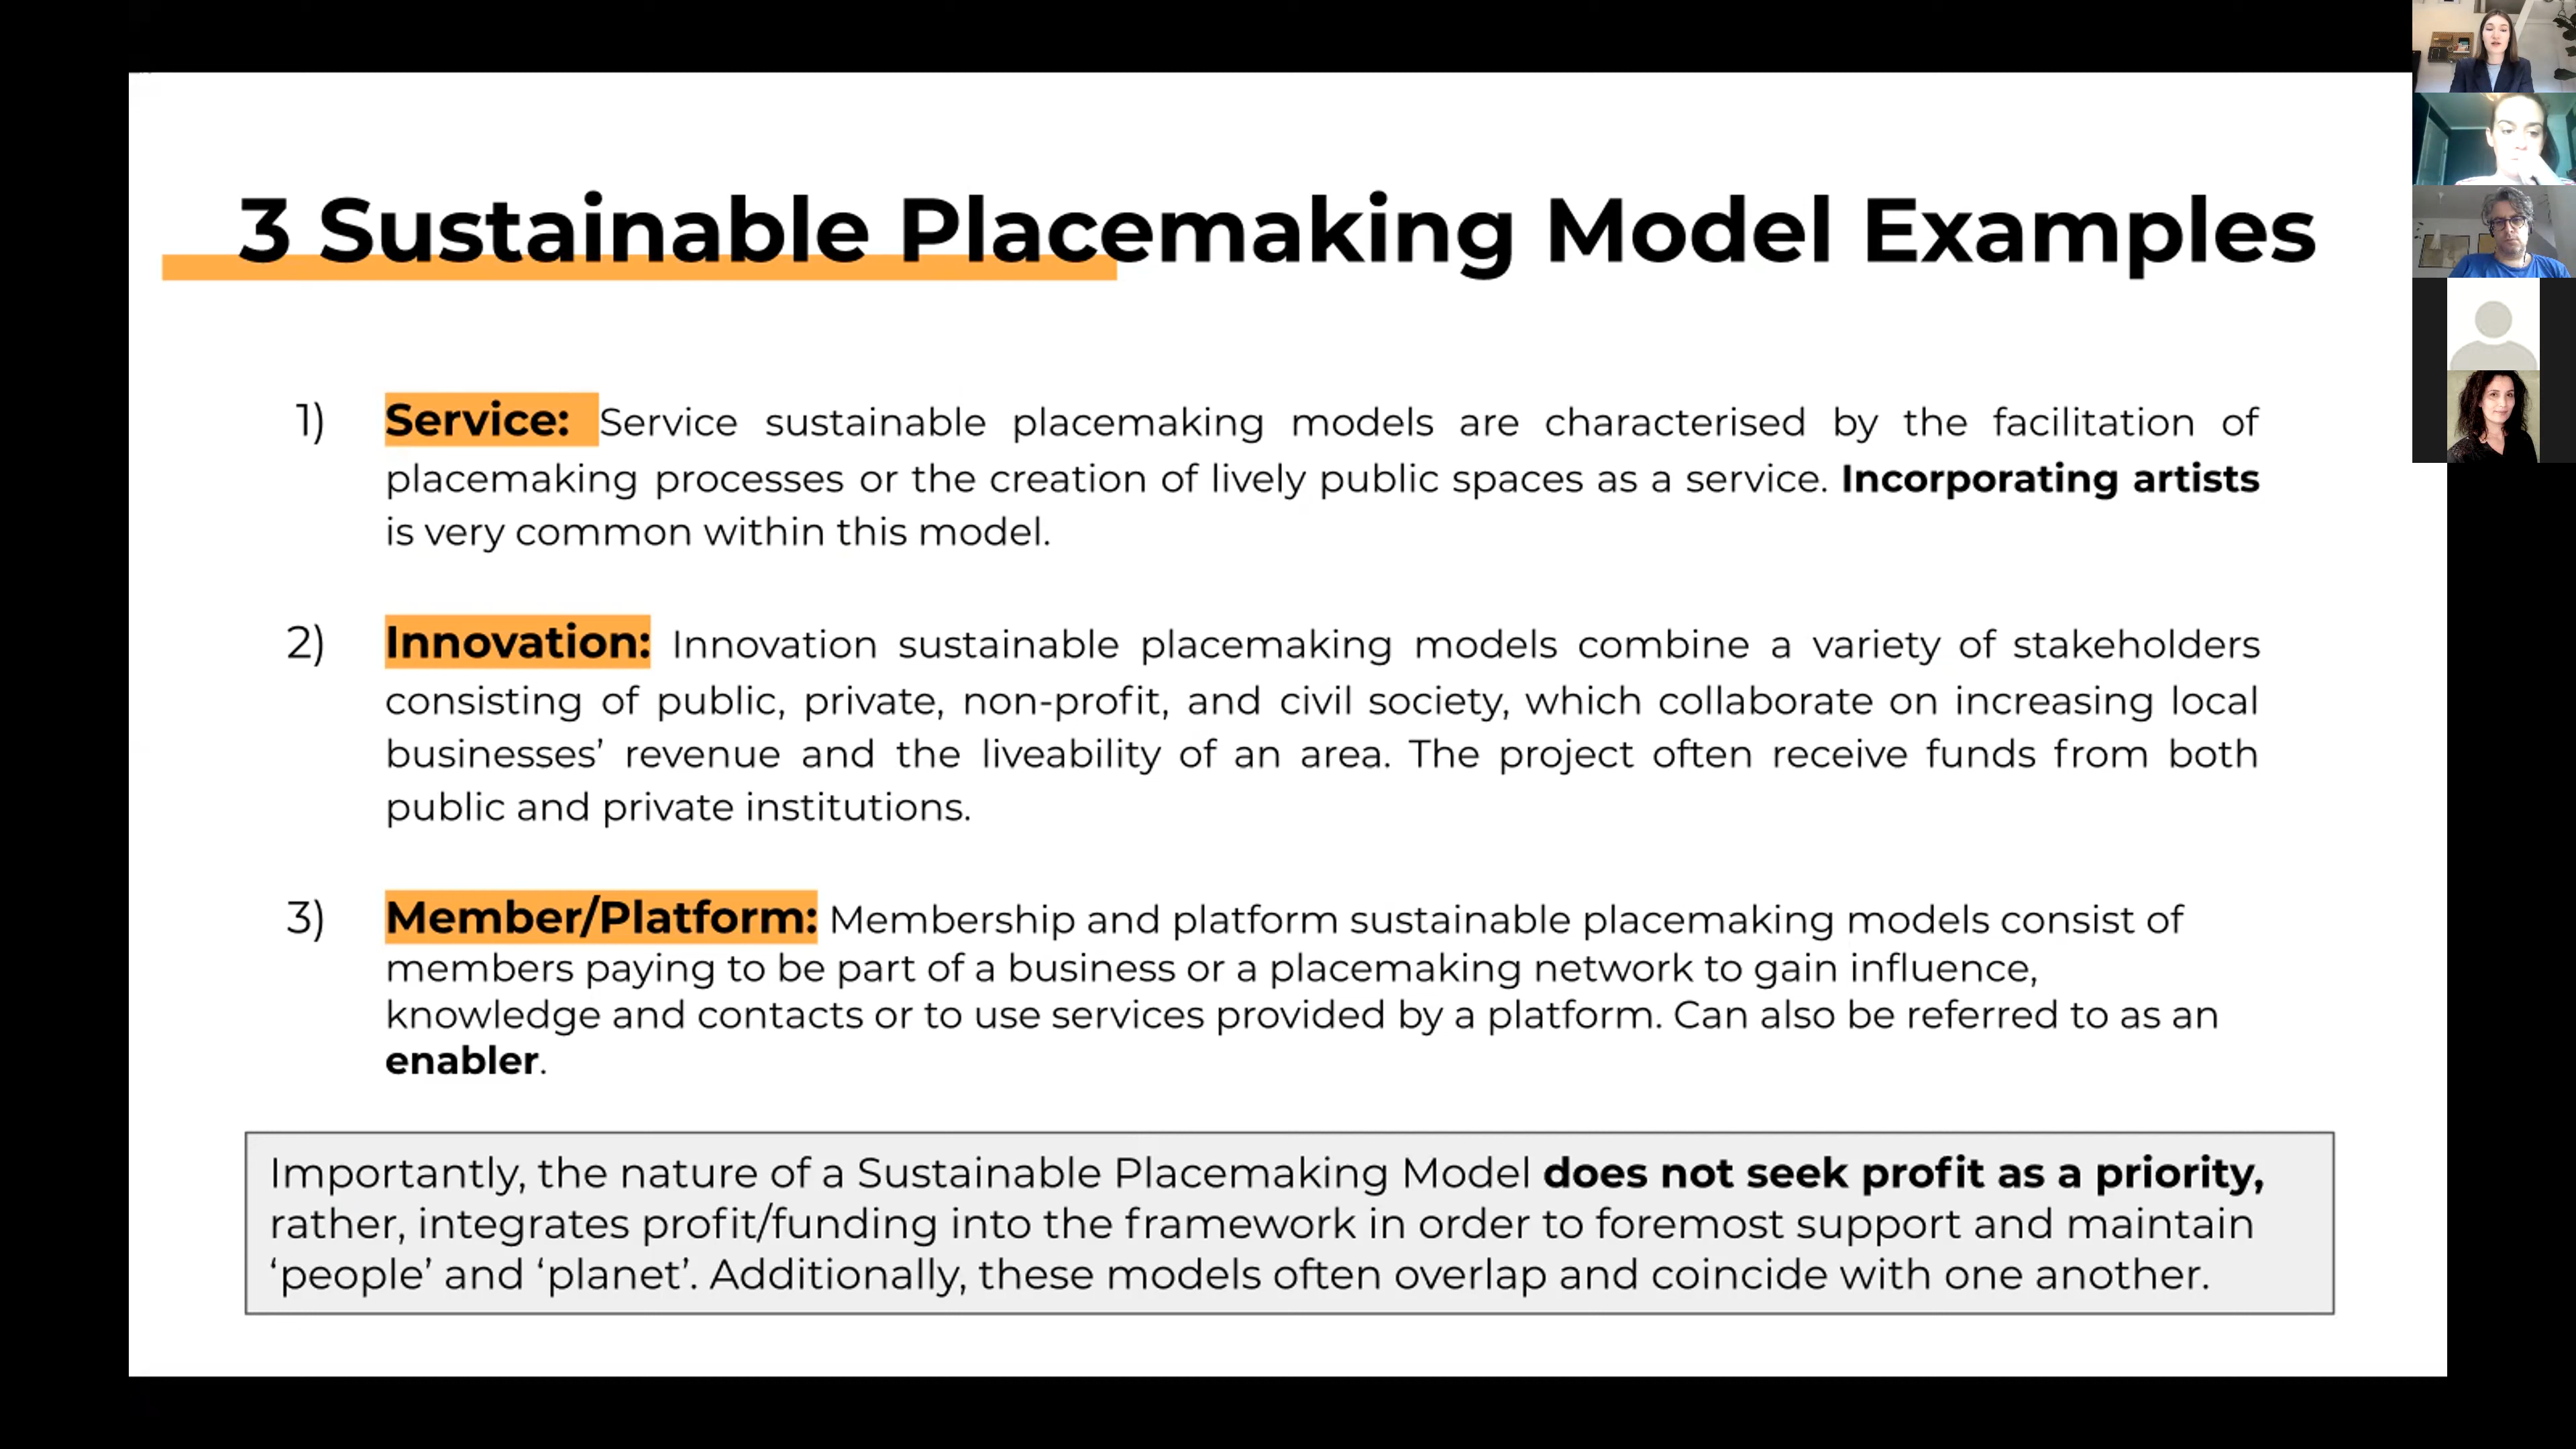 3 Sustainable Placemaking Model Examples
1) Service: Service sustainable placemaking models are characterised by the facilitation of
placemaking processes or the creation of lively public spaces as a service. Incorporating artists
is very common within this model.
2) Innovation: Innovation sustainable placemaking models combine a variety of stakeholders
consisting of public, private, non-profit, and civil society, which collaborate on increasing local
businesses’ revenue and the liveability of an area. The project often receive funds from both
public and private institutions.
3) Member/Platform: Membership and platform sustainable placemaking models consist of
members paying to be part of a business or a placemaking network to gain influence,
knowledge and contacts or to use services provided by a platform. Can also be referred to as an
enabler.
Importantly, the nature of a Sustainable Placemaking Model does not seek profit as a priority,
rather, integrates profit/funding into the framework in order to foremost support and maintain
‘people’ and ‘planet’. Additionally, these models often overlap and coincide with one another.